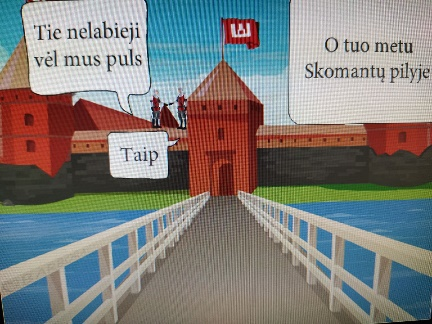 Tie nelabieji
vėl mus puls
Taip
O tuo metu
Skomantų pilyje